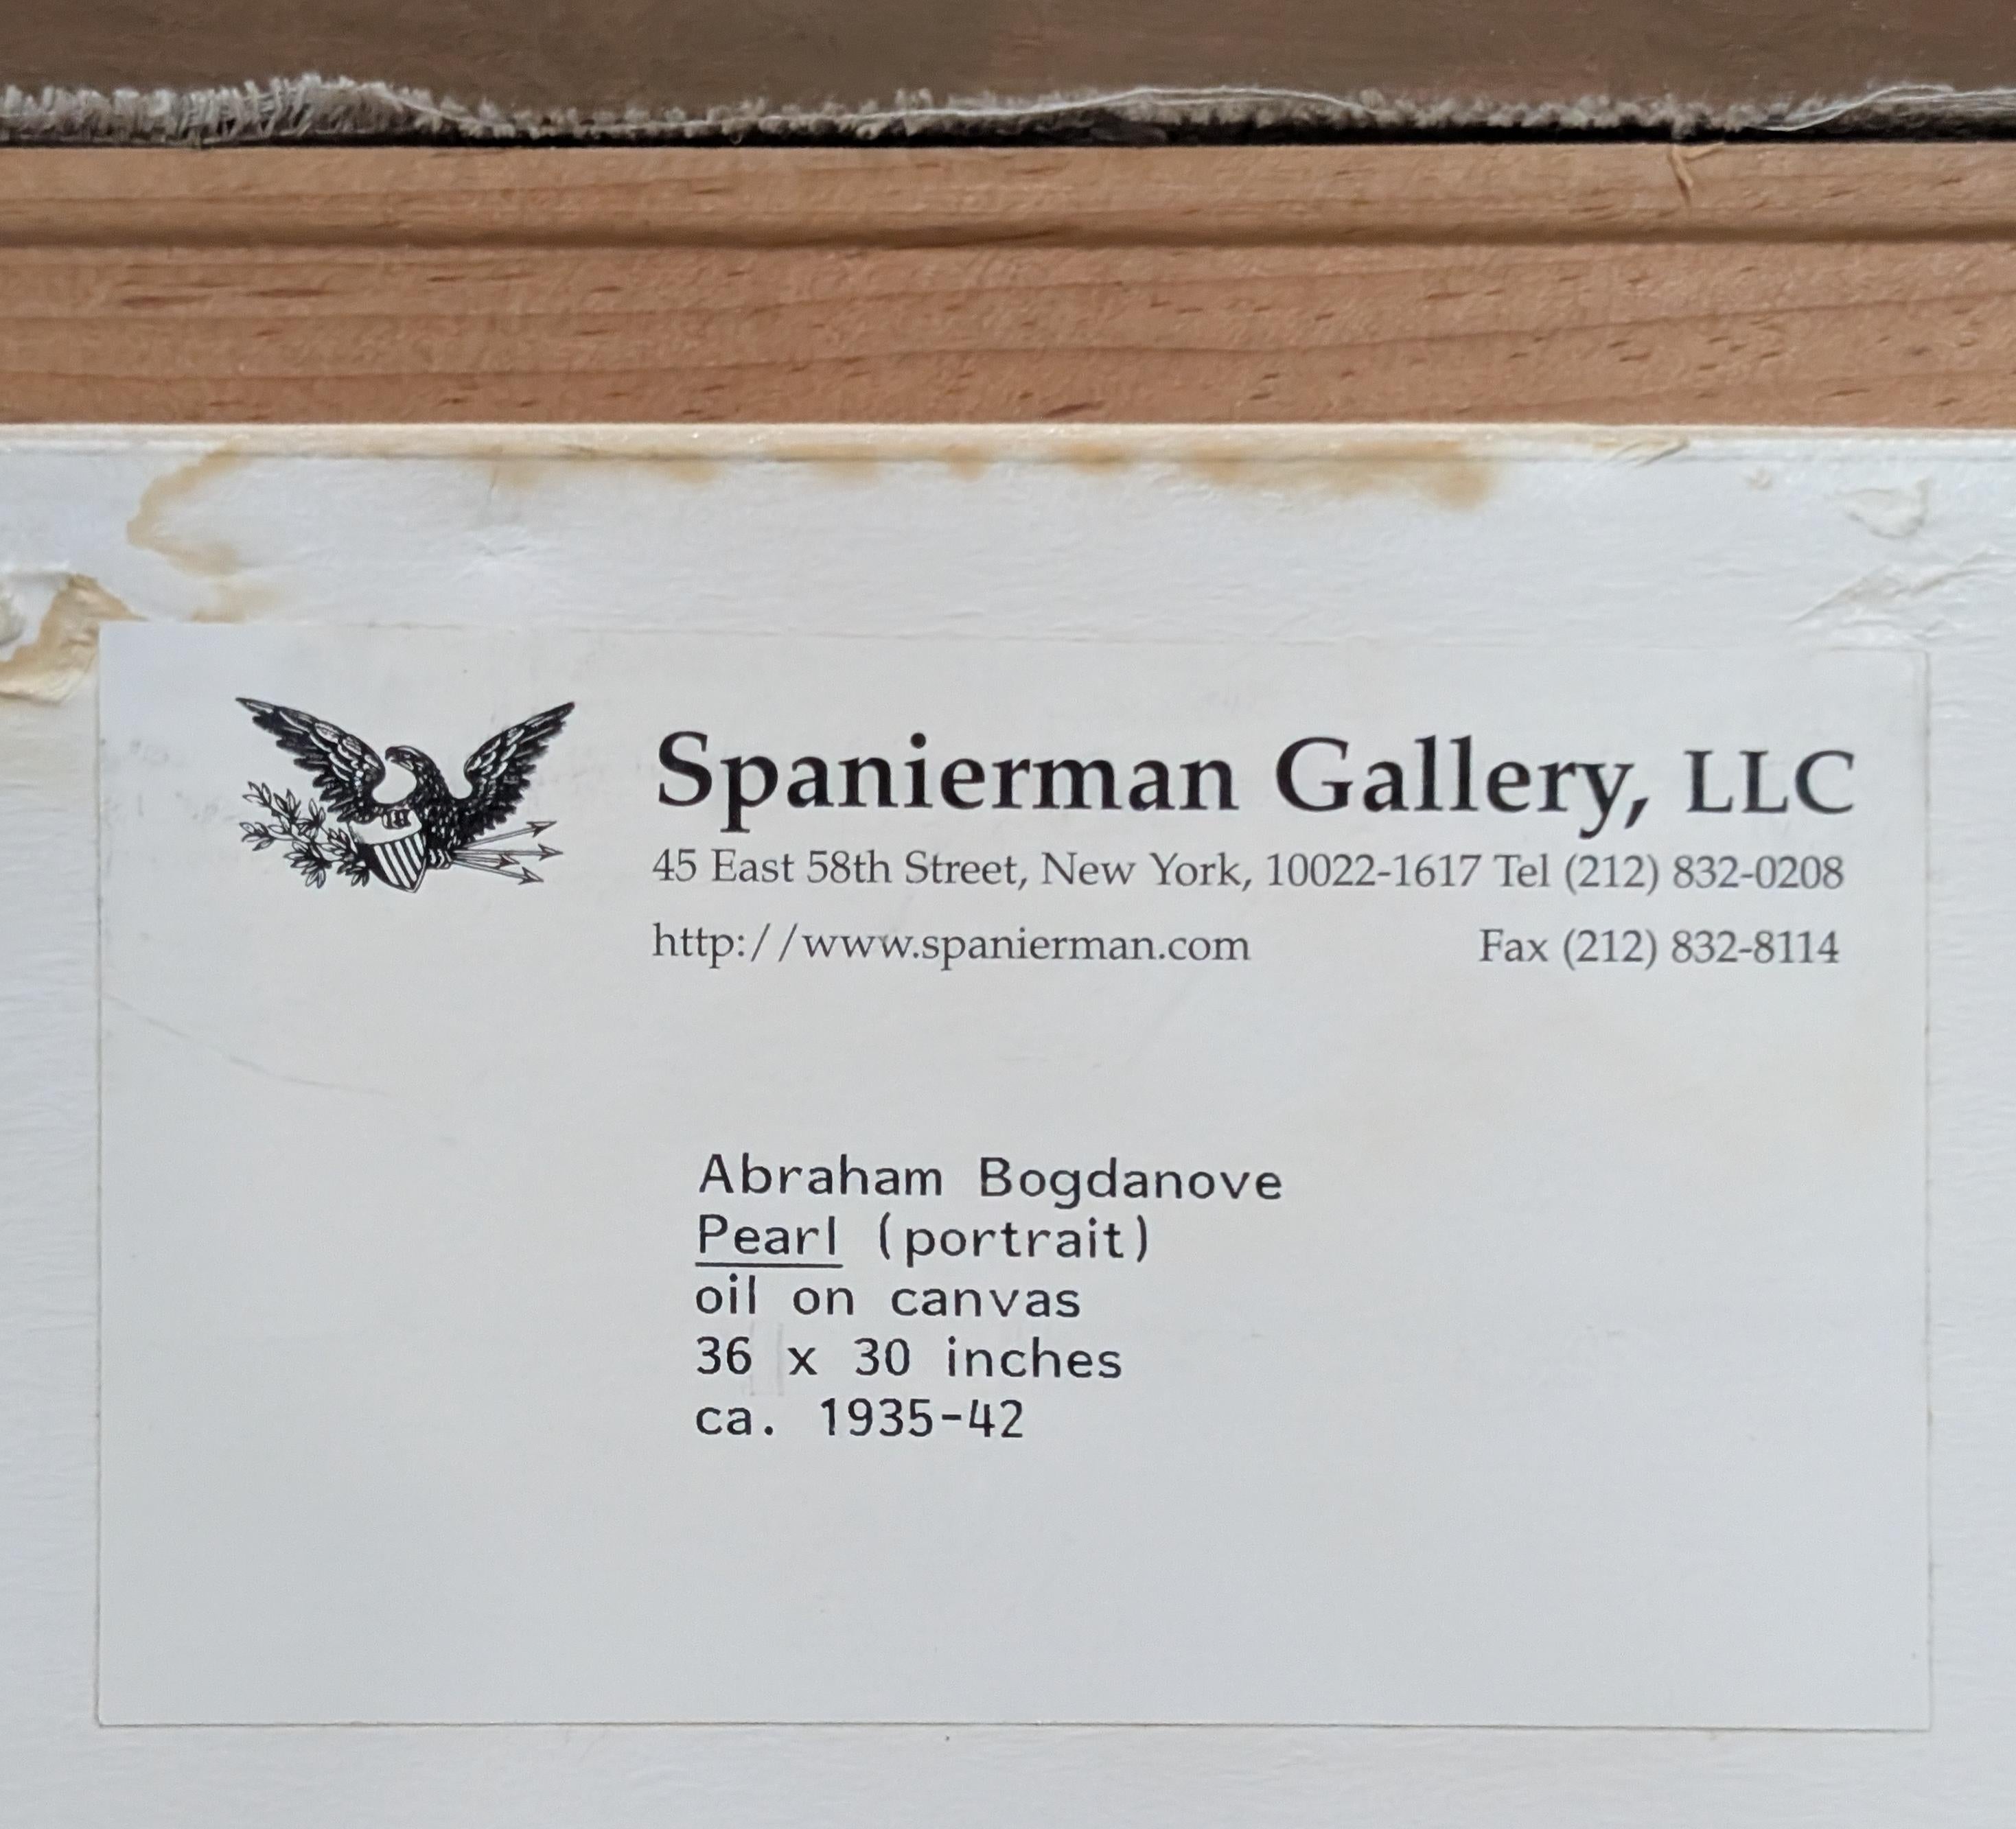 Spanierman Gallery, LLC
45 East 58th Street, New York, 10022-1617 Tel (212) 832-0208
http://www.spanierman.com Fax (212) 832-8114
Abraham Bogdanove
Pearl (portrait)
oil on canvas
36 x 30 inches
ca. 1935-42